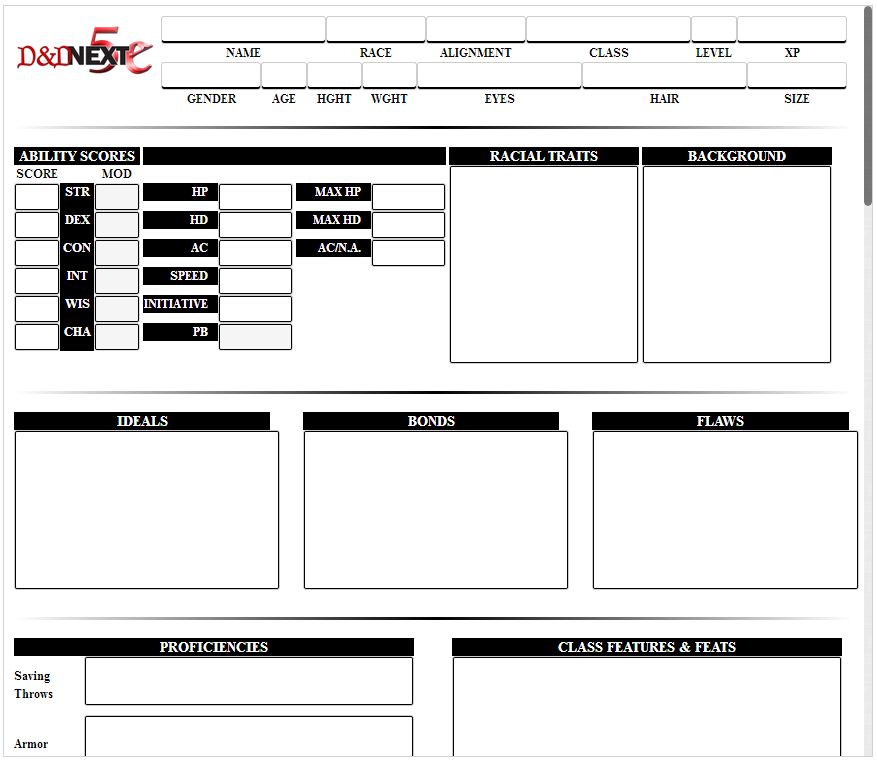 D&DNEXT 5e
NAME RACE ALIGNMENT CLASS LEVEL XP
GENDER AGE HGHT WGHT EYES HAIR SIZE
ABILITY SCORES RACIAL TRAITS BACKGROUND
SCORE MOD
STR HP MAX HP
DEX HD MAX HD
CON AC AC/N.A.
INT SPEED
WIS INITIATIVE
CHA PB
IDEALS BONDS FLAWS
PROFICIENCIES CLASS FEATURES & FEATS
Saving
Throws
Armor